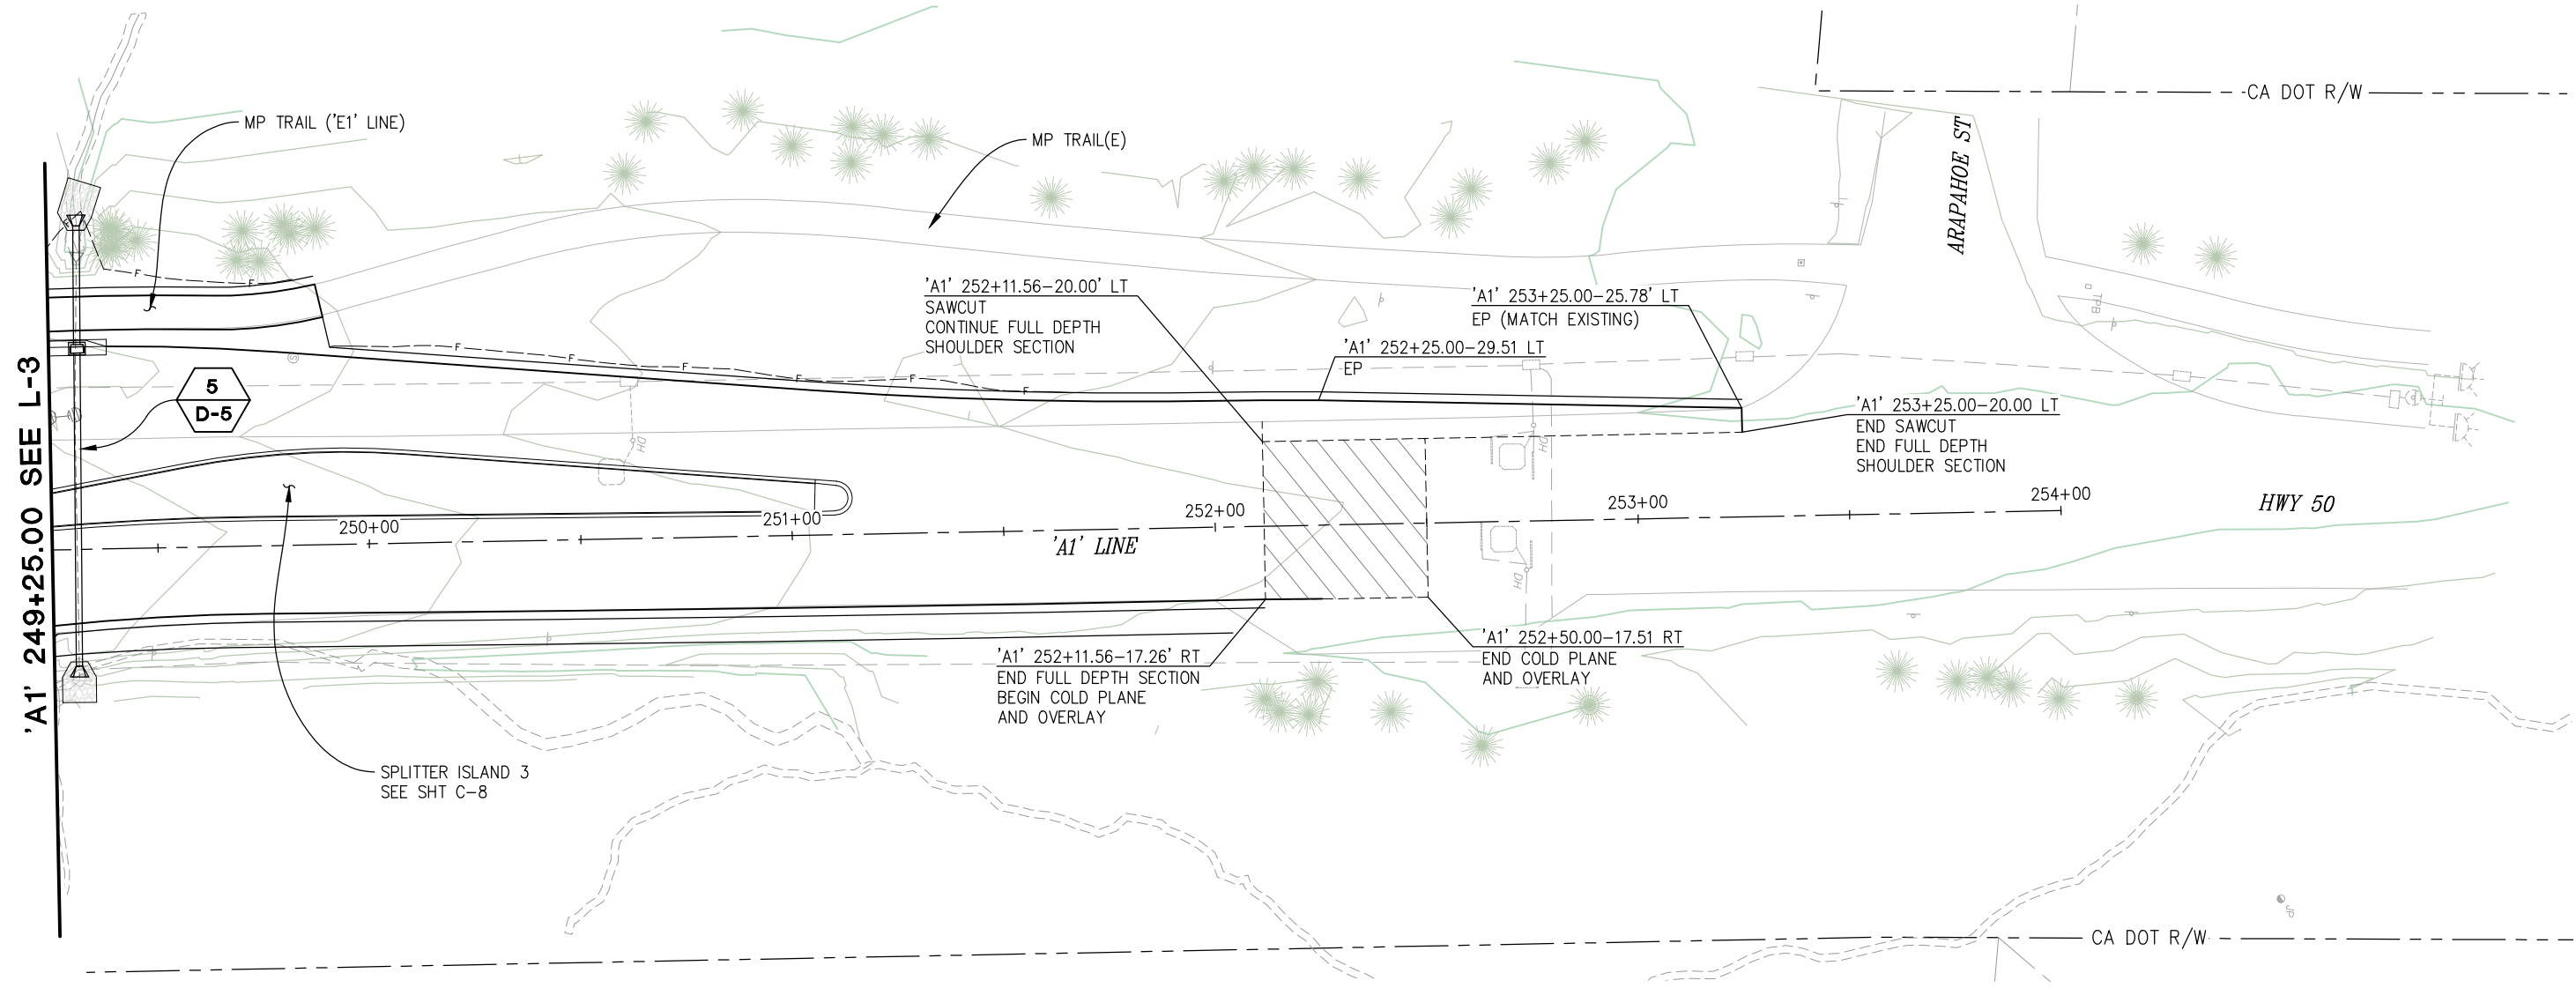 CA DOT R/W
MP TRAIL ('E1' LINE)
MP TRAIL(E)
ARAPAHOE ST
'A1' 249+25.00 SEE L-3
F
F
'A1' 252+11.56-20.00' LT
SAWCUT
CONTINUE FULL DEPTH
SHOULDER SECTION
'A1' 253+25.00-25.78' LT
EP (MATCH EXISTING)
'A1' 252+25.00-29.51 LT
EP
TPB
F
F
F
F
F
F
S
5
D-5
'A1' 253+25.00-20.00 LT
END SAWCUT
END FULL DEPTH
SHOULDER SECTION
DH
DH
250+00
251+00
252+00
253+00
254+00
HWY 50
'A1' LINE
DH
'A1' 252+11.56-17.26' RT
END FULL DEPTH SECTION
BEGIN COLD PLANE
AND OVERLAY
'A1' 252+50.00-17.51 RT
END COLD PLANE
AND OVERLAY
SPLITTER ISLAND 3
SEE SHT C-8
JP
CA DOT R/W